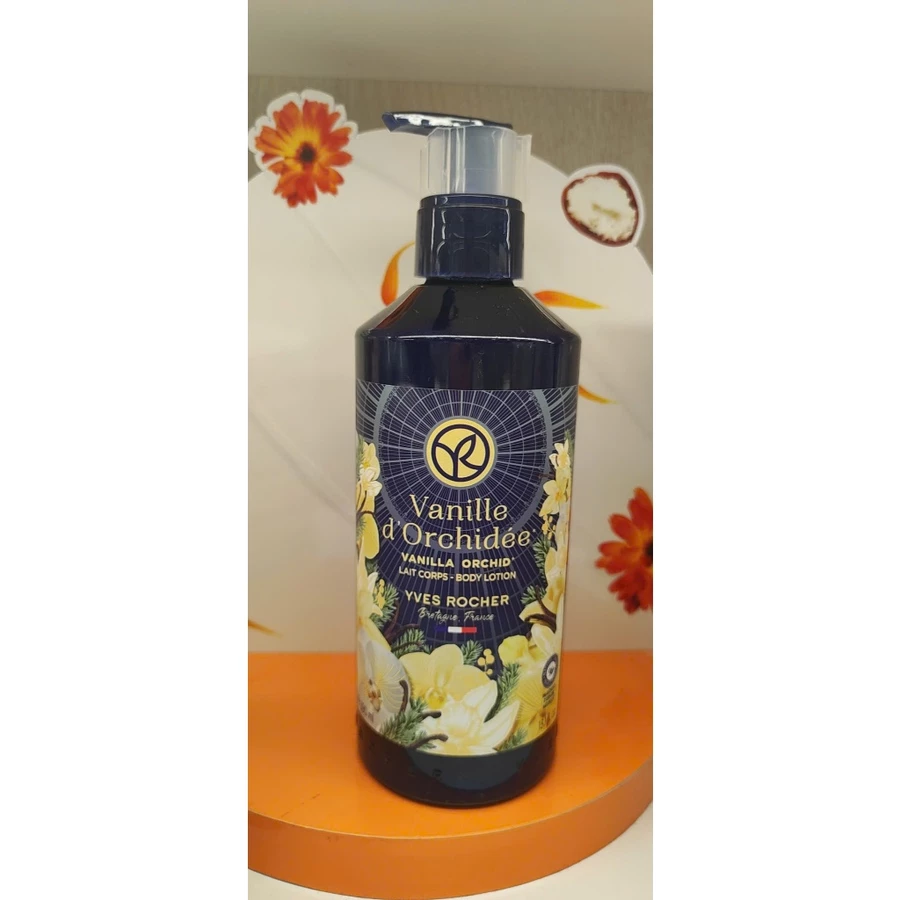 Vanille
d'Orchidée*
VANILLA ORCHID*
LAIT CORPS - BODY LOTION
YVES ROCHER
Bretagne, France